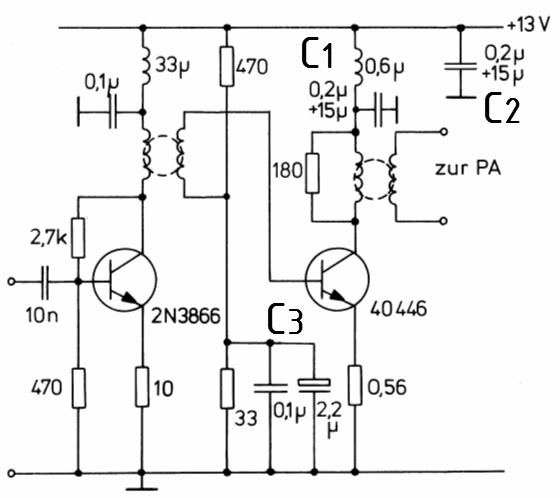 +13 V
33µ
470
C1
0,6µ
0,2µ
+15µ
0,1µ
0,2µ
+15µ
C2
180
zur PA
2,7k
10n
2N3866
C3
40446
470
10
33
0,1µ
2,2
µ
0,56